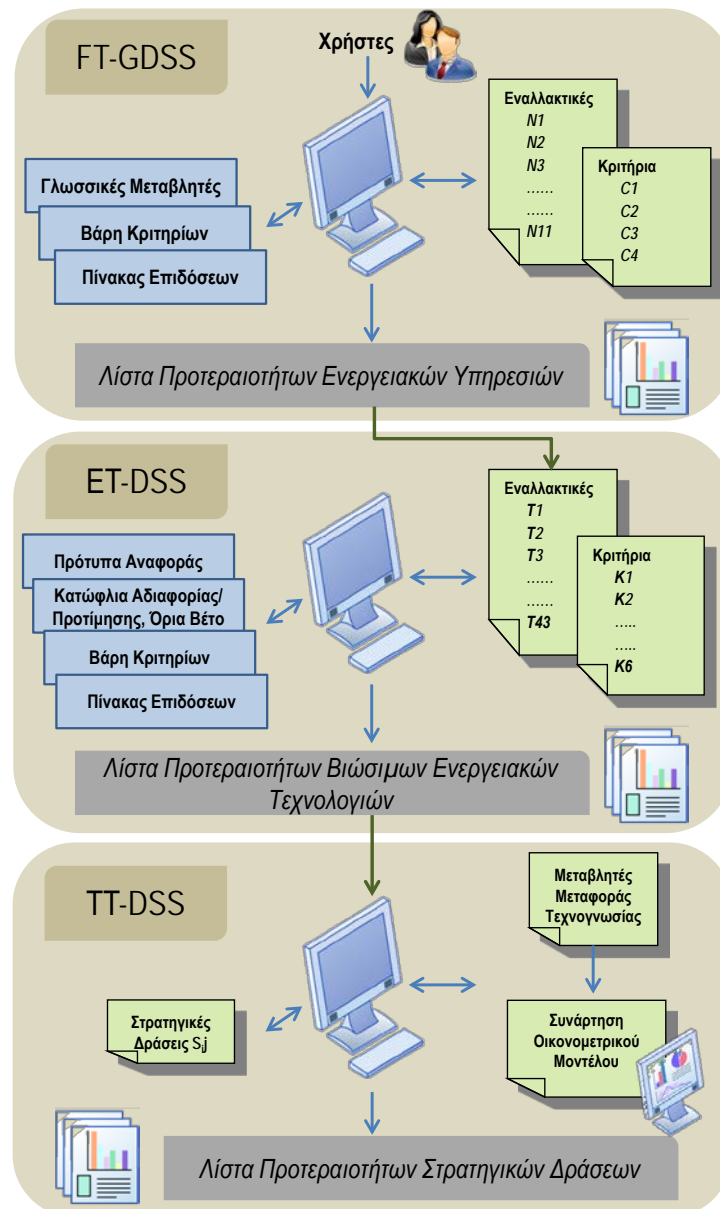 FT-GDSS
Χρήστες
Εναλλακτικές
N1
N2
N3
......
......
N11
Κριτήρια
C1
C2
C3
C4
Γλωσσικές Μεταβλητές
Βάρη Κριτηρίων
Πίνακας Επιδόσεων
Λίστα Προτεραιοτήτων Ενεργειακών Υπηρεσιών
ET-DSS
Εναλλακτικές
T1
T2
T3
......
......
T43
Κριτήρια
K1
K2
.....
.....
K6
Πρότυπα Αναφοράς
Κατώφλια Αδιαφορίας/
Προτίμησης, Όρια Βέτο
Βάρη Κριτηρίων
Πίνακας Επιδόσεων
Λίστα Προτεραιοτήτων Βιώσιμων Ενεργειακών
Τεχνολογιών
TT-DSS
Μεταβλητές
Μεταφοράς
Τεχνογνωσίας
Στρατηγικές
Δράσεις Sij
Συνάρτηση
Οικονομετρικού
Μοντέλου
Λίστα Προτεραιοτήτων Στρατηγικών Δράσεων